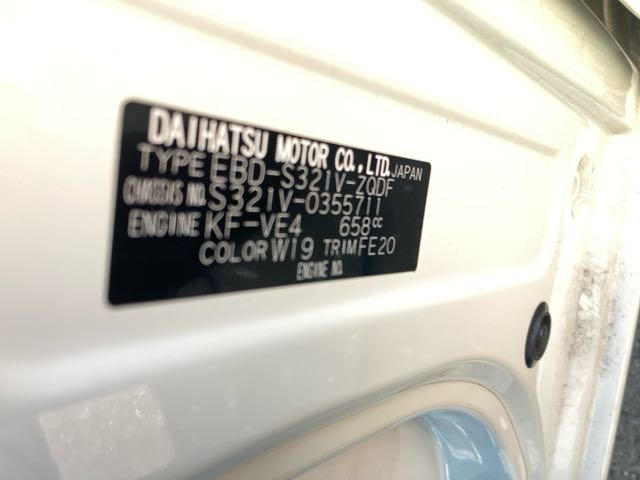 DAIHATSU MOTOR CO., LTD. JAPAN
TYPE EBD-S321V-ZQDF
CHASSIS NO. S321V-0355711
ENGINE KF-VE4 658cc
COLOR W19 TRIM FE20
ENGINE NO.